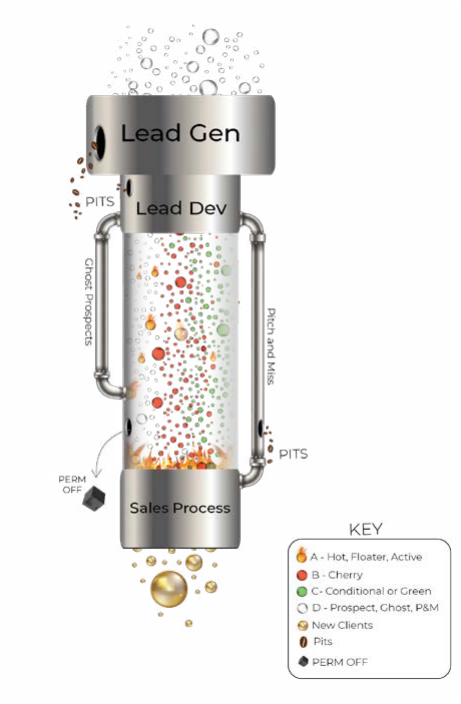 Lead Gen
PITS
Lead Dev
Ghost Prospects
Pitch and Miss
PITS
PERM
OFF
Sales Process
KEY
A - Hot, Floater, Active
B - Cherry
C- Conditional or Green
D - Prospect, Ghost, P&M
New Clients
Pits
PERM OFF